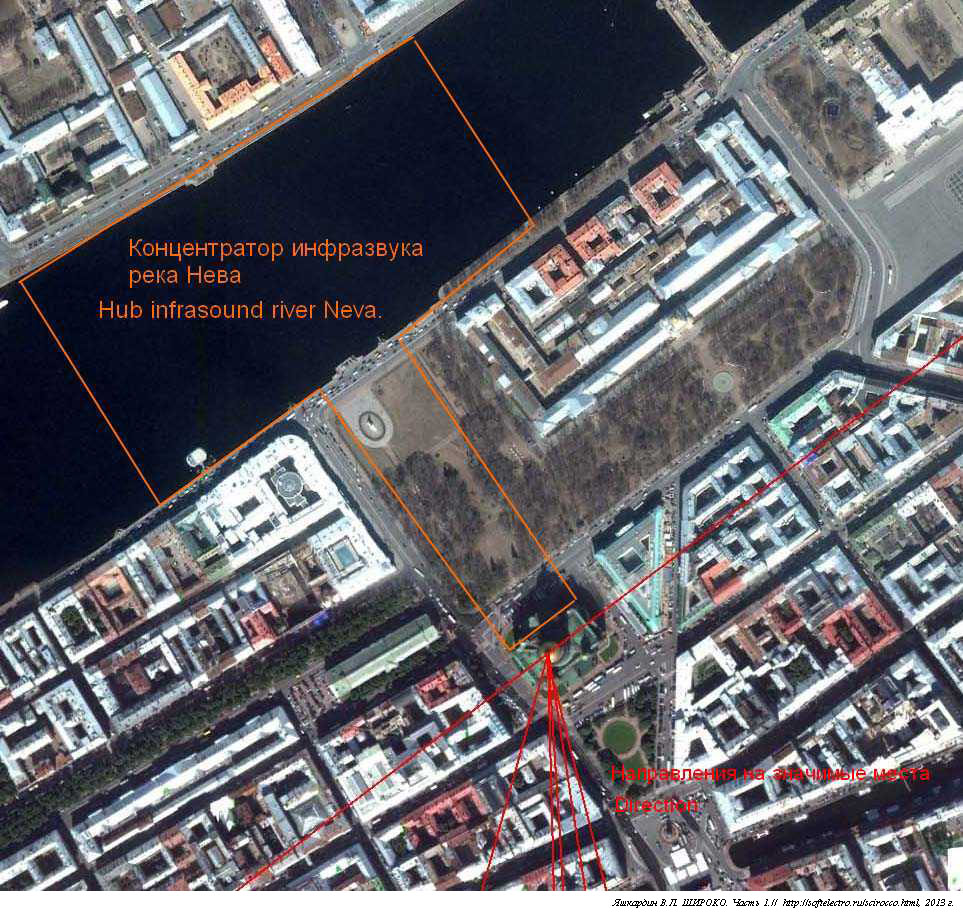 Концентратор инфразвука
река Нева
Hub infrasound river Neva.
Направления на значимые места
Direction
Яшкардин В.Л. ШИРОКО. Часть 1.// http://softelectro.ru/scirocco.html, 2013 г.